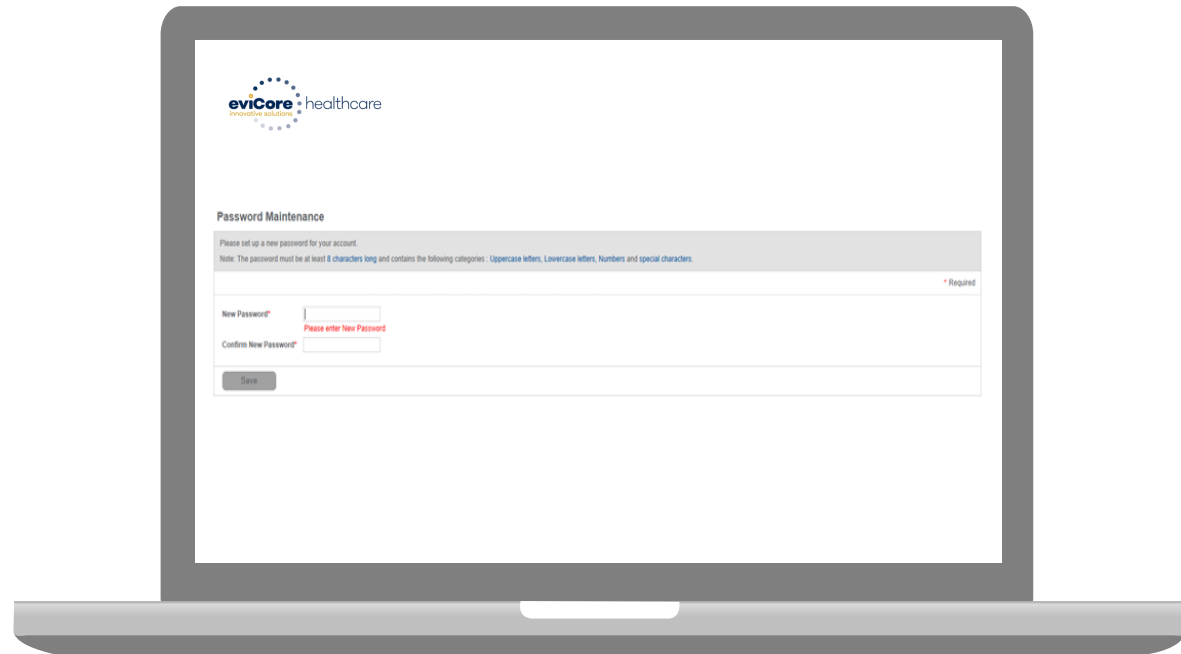 eviCore healthcare
innovative solutions
Password Maintenance
Please set up a new password for your account.
Note: The password must be at least 8 characters long and contains the following categories : Uppercase letters, Lowercase letters, Numbers and special characters.
* Required
New Password*
Please enter New Password
Confirm New Password*
Save